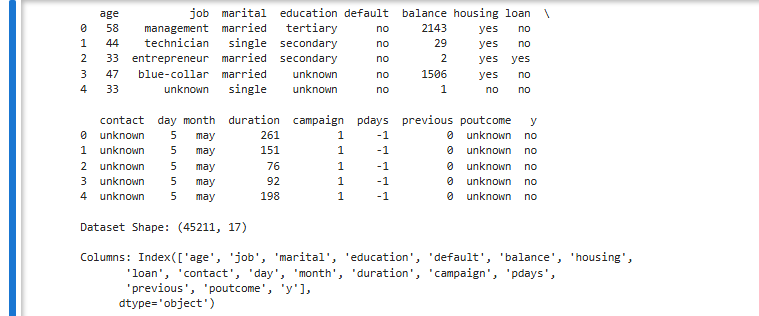 age job marital education default balance housing loan \
0 58 management married tertiary no 2143 yes no
1 44 technician single secondary no 29 yes no
2 33 entrepreneur married secondary no 2 yes yes
3 47 blue-collar married unknown no 1506 yes no
4 33 unknown single unknown no 1 no no
contact day month duration campaign pdays previous poutcome y
0 unknown 5 may 261 1 -1 0 unknown no
1 unknown 5 may 151 1 -1 0 unknown no
2 unknown 5 may 76 1 -1 0 unknown no
3 unknown 5 may 92 1 -1 0 unknown no
4 unknown 5 may 198 1 -1 0 unknown no
Dataset Shape: (45211, 17)
Columns: Index(['age', 'job', 'marital', 'education', 'default', 'balance', 'housing',
'loan', 'contact', 'day', 'month', 'duration', 'campaign', 'pdays',
'previous', 'poutcome', 'y'],
dtype='object')